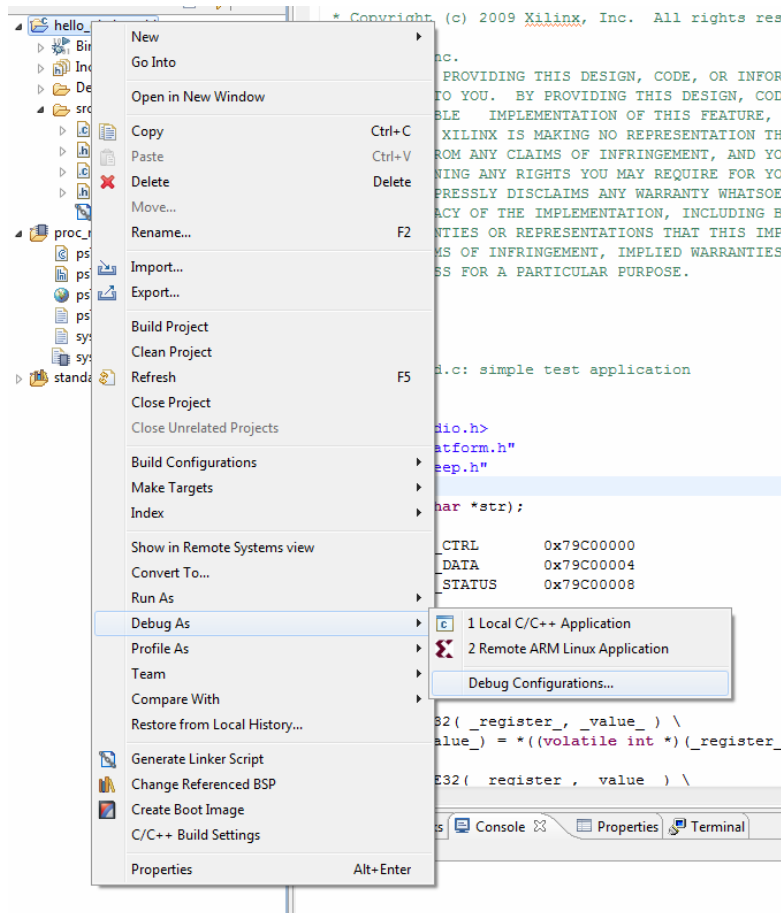 * Copyright (c) 2009 Xilinx, Inc. All rights res
hello_
New
nc.
Bin
Go Into
PROVIDING THIS DESIGN, CODE, OR INFOR
Inc
TO YOU. BY PROVIDING THIS DESIGN, COD
De
Open in New Window
BLE IMPLEMENTATION OF THIS FEATURE,
src
XILINX IS MAKING NO REPRESENTATION TH
.c
Copy Ctrl+C
ROM ANY CLAIMS OF INFRINGEMENT, AND YO
.h
Paste Ctrl+V
NING ANY RIGHTS YOU MAY REQUIRE FOR YO
.c
Delete Delete
PRESSLY DISCLAIMS ANY WARRANTY WHATSOE
.h
Move...
ACY OF THE IMPLEMENTATION, INCLUDING B
proc_
Rename... F2
NTIES OR REPRESENTATIONS THAT THIS IMP
ps
MS OF INFRINGEMENT, IMPLIED WARRANTIES
ps
Import...
SS FOR A PARTICULAR PURPOSE.
ps
Export...
ps
Build Project
sys
Clean Project
sys
Refresh F5
standa
d.c: simple test application
Close Project
Close Unrelated Projects
dio.h>
atform.h"
Build Configurations
eep.h"
Make Targets
Index
har *str);
Show in Remote Systems view
_CTRL 0x79C00000
Convert To...
_DATA 0x79C00004
Run As
_STATUS 0x79C00008
Debug As
1 Local C/C++ Application
Profile As
2 Remote ARM Linux Application
Team
Debug Configurations...
Compare With
Restore from Local History...
32( _register_, _value_ ) \
alue_) = *((volatile int *)(_register_
Generate Linker Script
Change Referenced BSP
E32( _register_, _value_ ) \
Create Boot Image
C/C++ Build Settings
ks Console Properties Terminal
Properties Alt+Enter